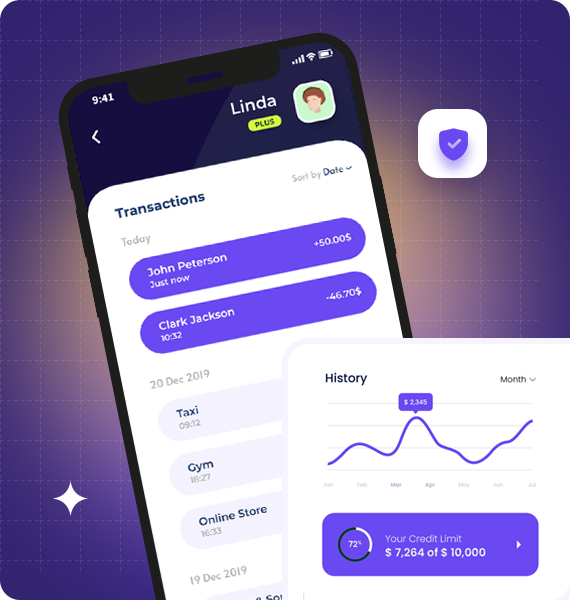 9:41
Linda
PLUS
Transactions
Sort by Date
Today
John Peterson
Just now
+50.00$
Clark Jackson
10:32
-46.70$
20 Dec 2019
Taxi
09:12
Gym
18:27
Online Store
16:33
19 Dec 2019
History
Month
$ 2,345
Jan Feb Mar Apr May Jun Jul
72%
Your Credit Limit
$ 7,264 of $ 10,000